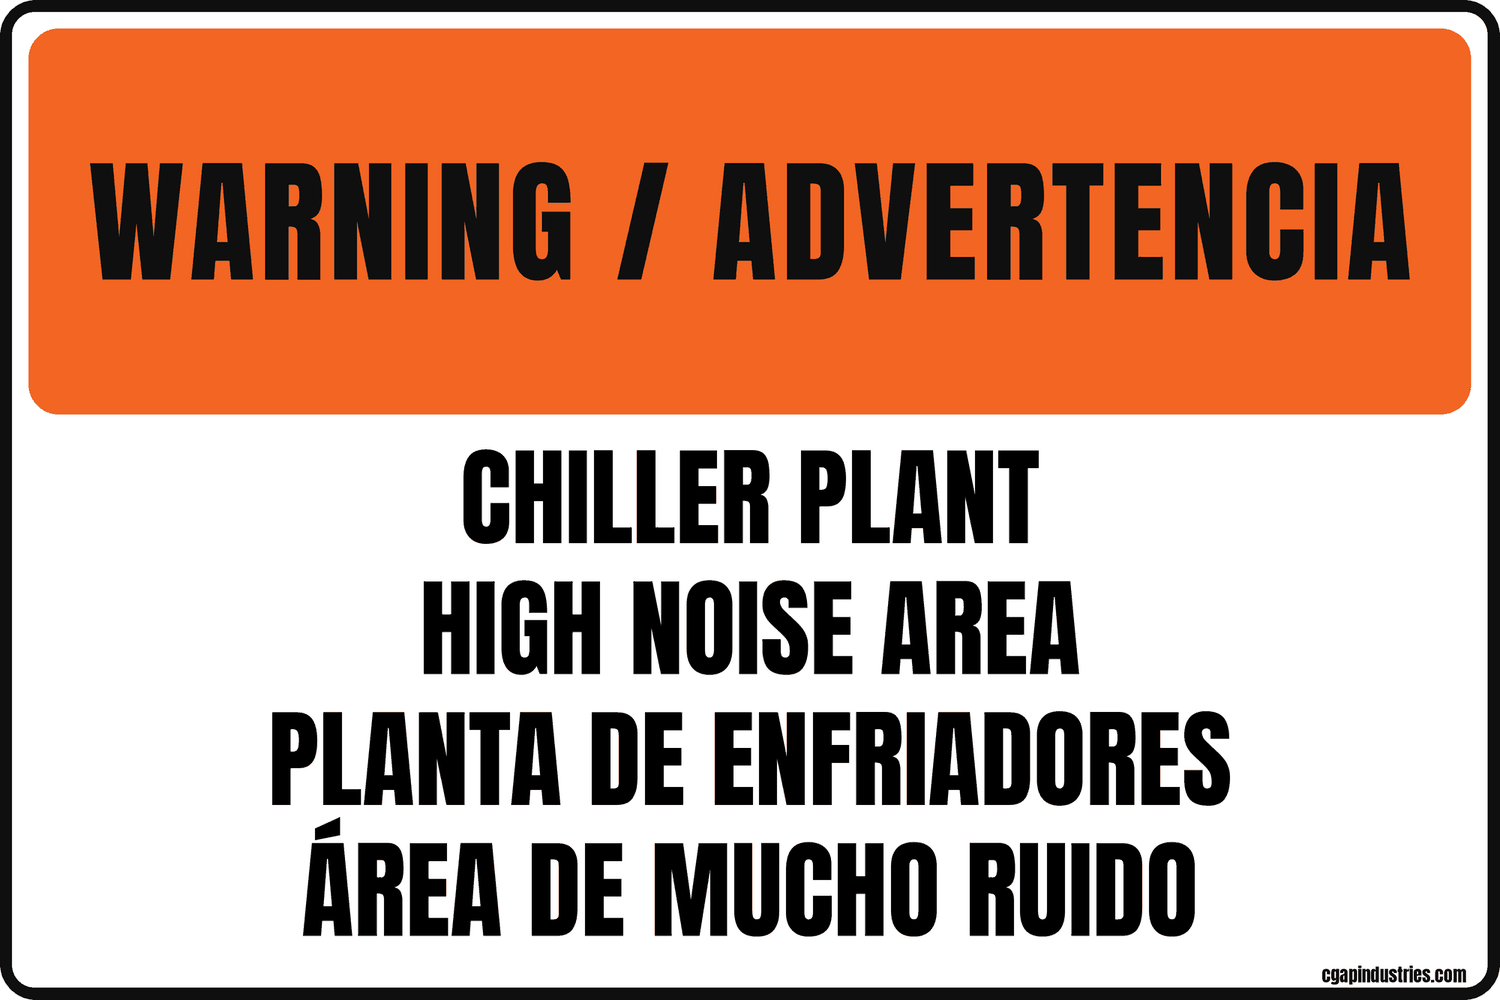 WARNING / ADVERTENCIA
CHILLER PLANT
HIGH NOISE AREA
PLANTA DE ENFRIADORES
ÁREA DE MUCHO RUIDO
cgapindustries.com